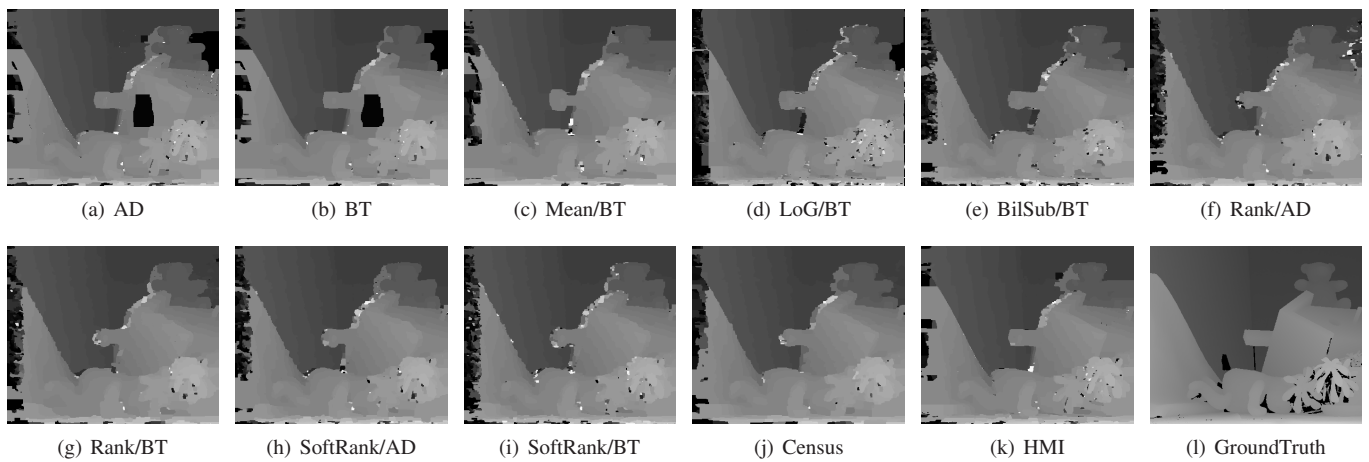 (a) AD (b) BT (c) Mean/BT (d) LoG/BT (e) BilSub/BT (f) Rank/AD
(g) Rank/BT (h) SoftRank/AD (i) SoftRank/BT (j) Census (k) HMI (l) GroundTruth